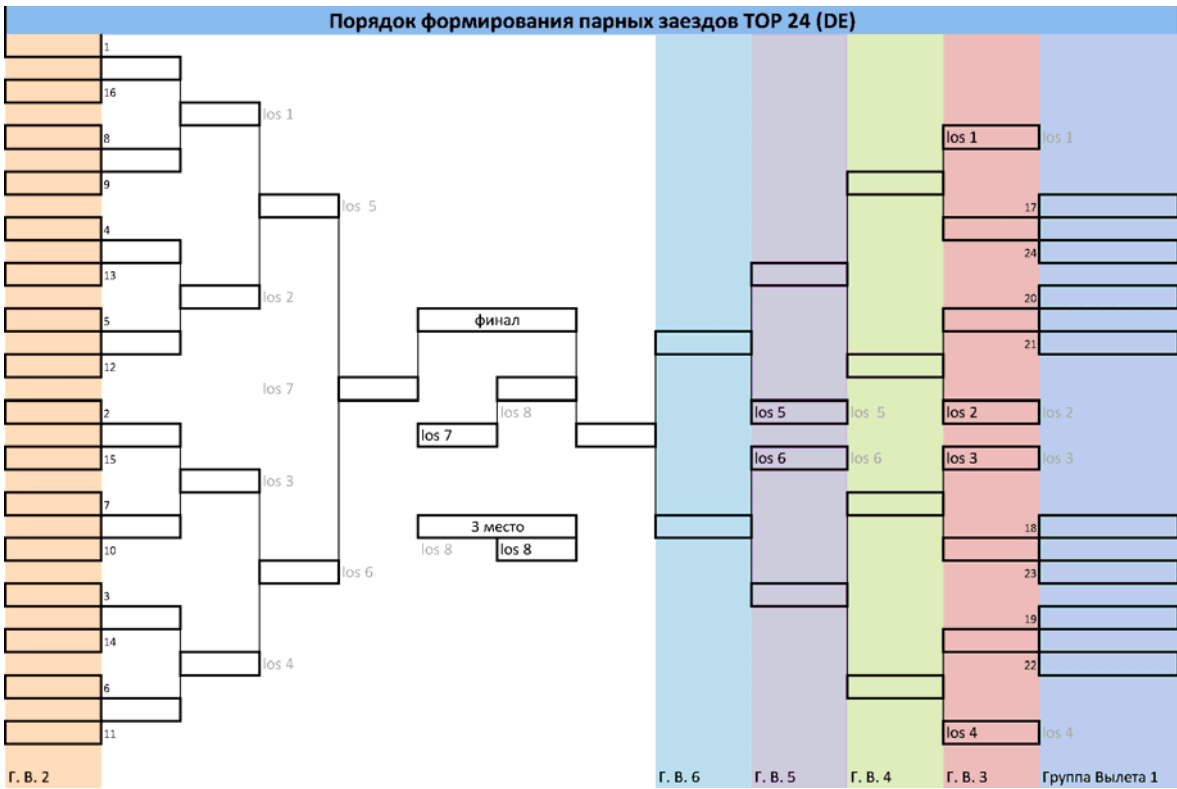 Порядок формирования парных заездов TOP 24 (DE)
1
16
los 1
8
los 1
los 1
9
los 5
17
4
24
13
los 2
20
5
финал
21
12
los 7
2
los 8
los 5
los 5
los 2
los 2
los 7
15
los 6
los 6
los 3
los 3
los 3
7
3 место
18
10
los 8
los 8
los 6
23
3
19
14
los 4
22
6
11
los 4
los 4
Г. В. 2
Г. В. 6
Г. В. 5
Г. В. 4
Г. В. 3
Группа Вылета 1